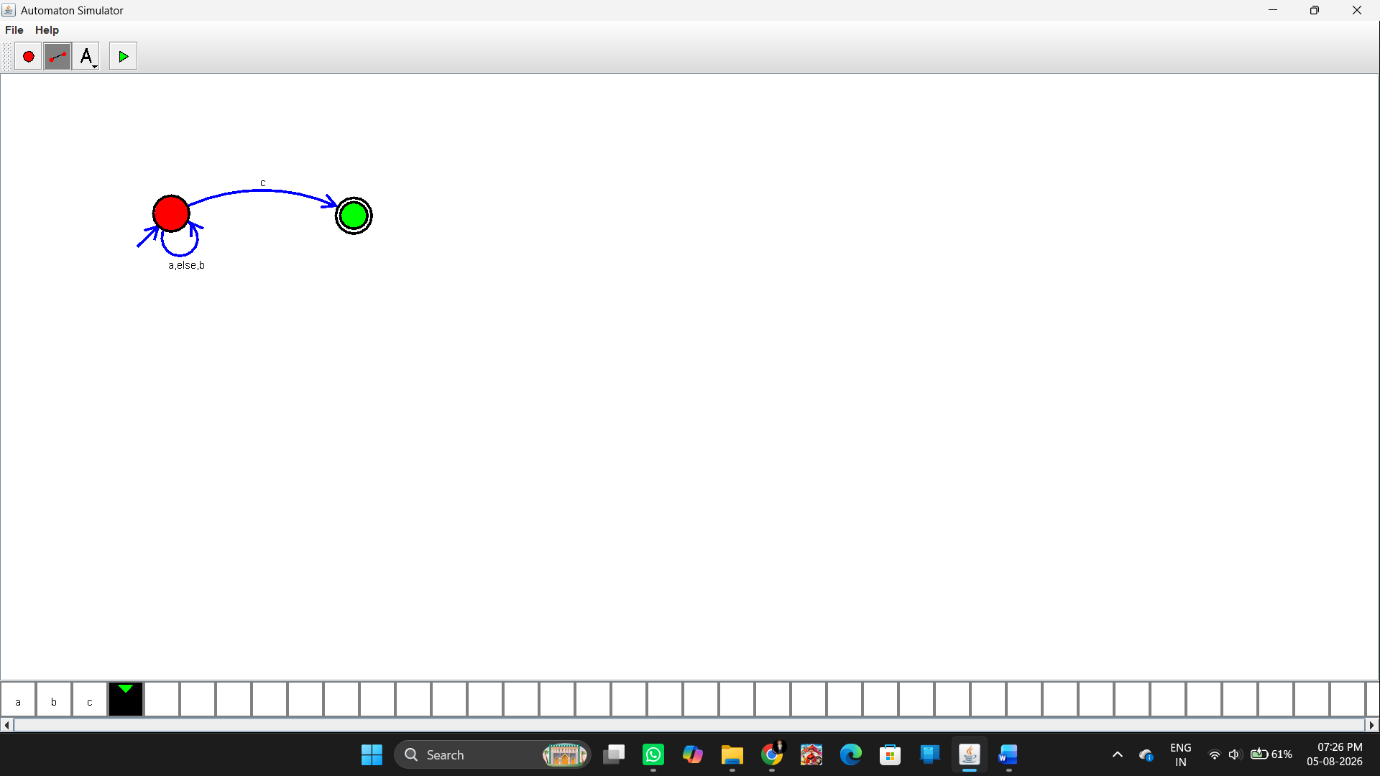 Automaton Simulator
File Help
A
c
a,else,b
a b c
Search
ENG
IN
61%
07:26 PM
05-08-2026